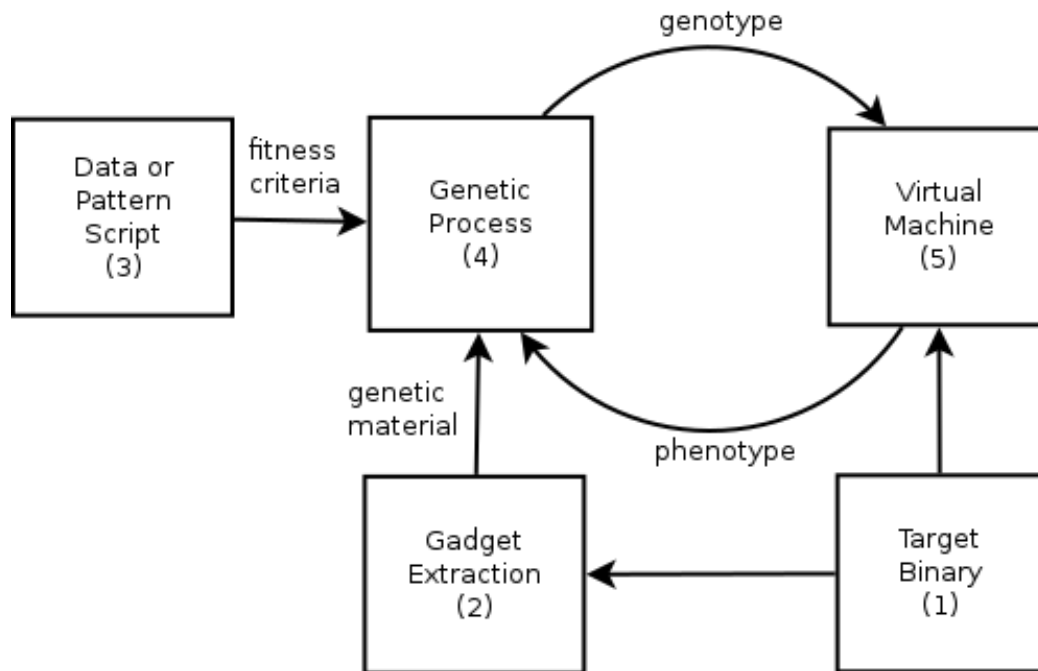 genotype
Data or
Pattern
Script
(3)
fitness
criteria
Genetic
Process
(4)
Virtual
Machine
(5)
genetic
material
phenotype
Gadget
Extraction
(2)
Target
Binary
(1)